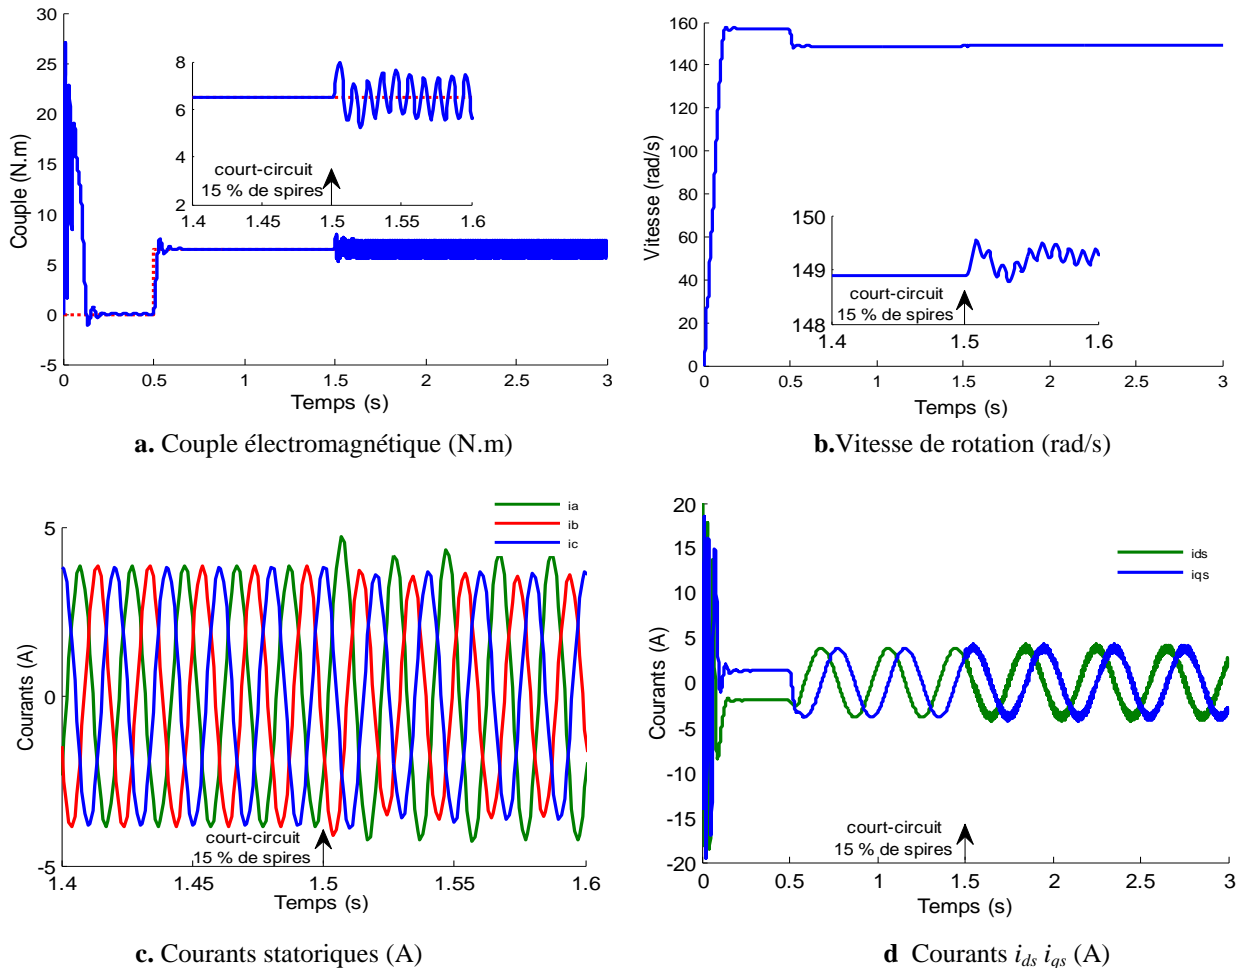 30
25
20
15
10
5
0
-5
Couple (N.m)
8
6
4
2
1.4
1.45
1.5
1.55
1.6
court-circuit
15 % de spires
0
0.5
1
1.5
2
2.5
3
Temps (s)
a. Couple électromagnétique (N.m)
160
140
120
100
80
60
40
20
0
Vitesse (rad/s)
150
149
148
1.4
1.5
1.6
court-circuit
15 % de spires
0
0.5
1
1.5
2
2.5
3
Temps (s)
b.Vitesse de rotation (rad/s)
5
0
-5
Courants (A)
ia
ib
ic
court-circuit
15 % de spires
1.4
1.45
1.5
1.55
1.6
Temps (s)
c. Courants statoriques (A)
20
15
10
5
0
-5
-10
-15
-20
Courants (A)
ids
iqs
court-circuit
15 % de spires
0
0.5
1
1.5
2
2.5
3
Temps (s)
d Courants ids iqs (A)